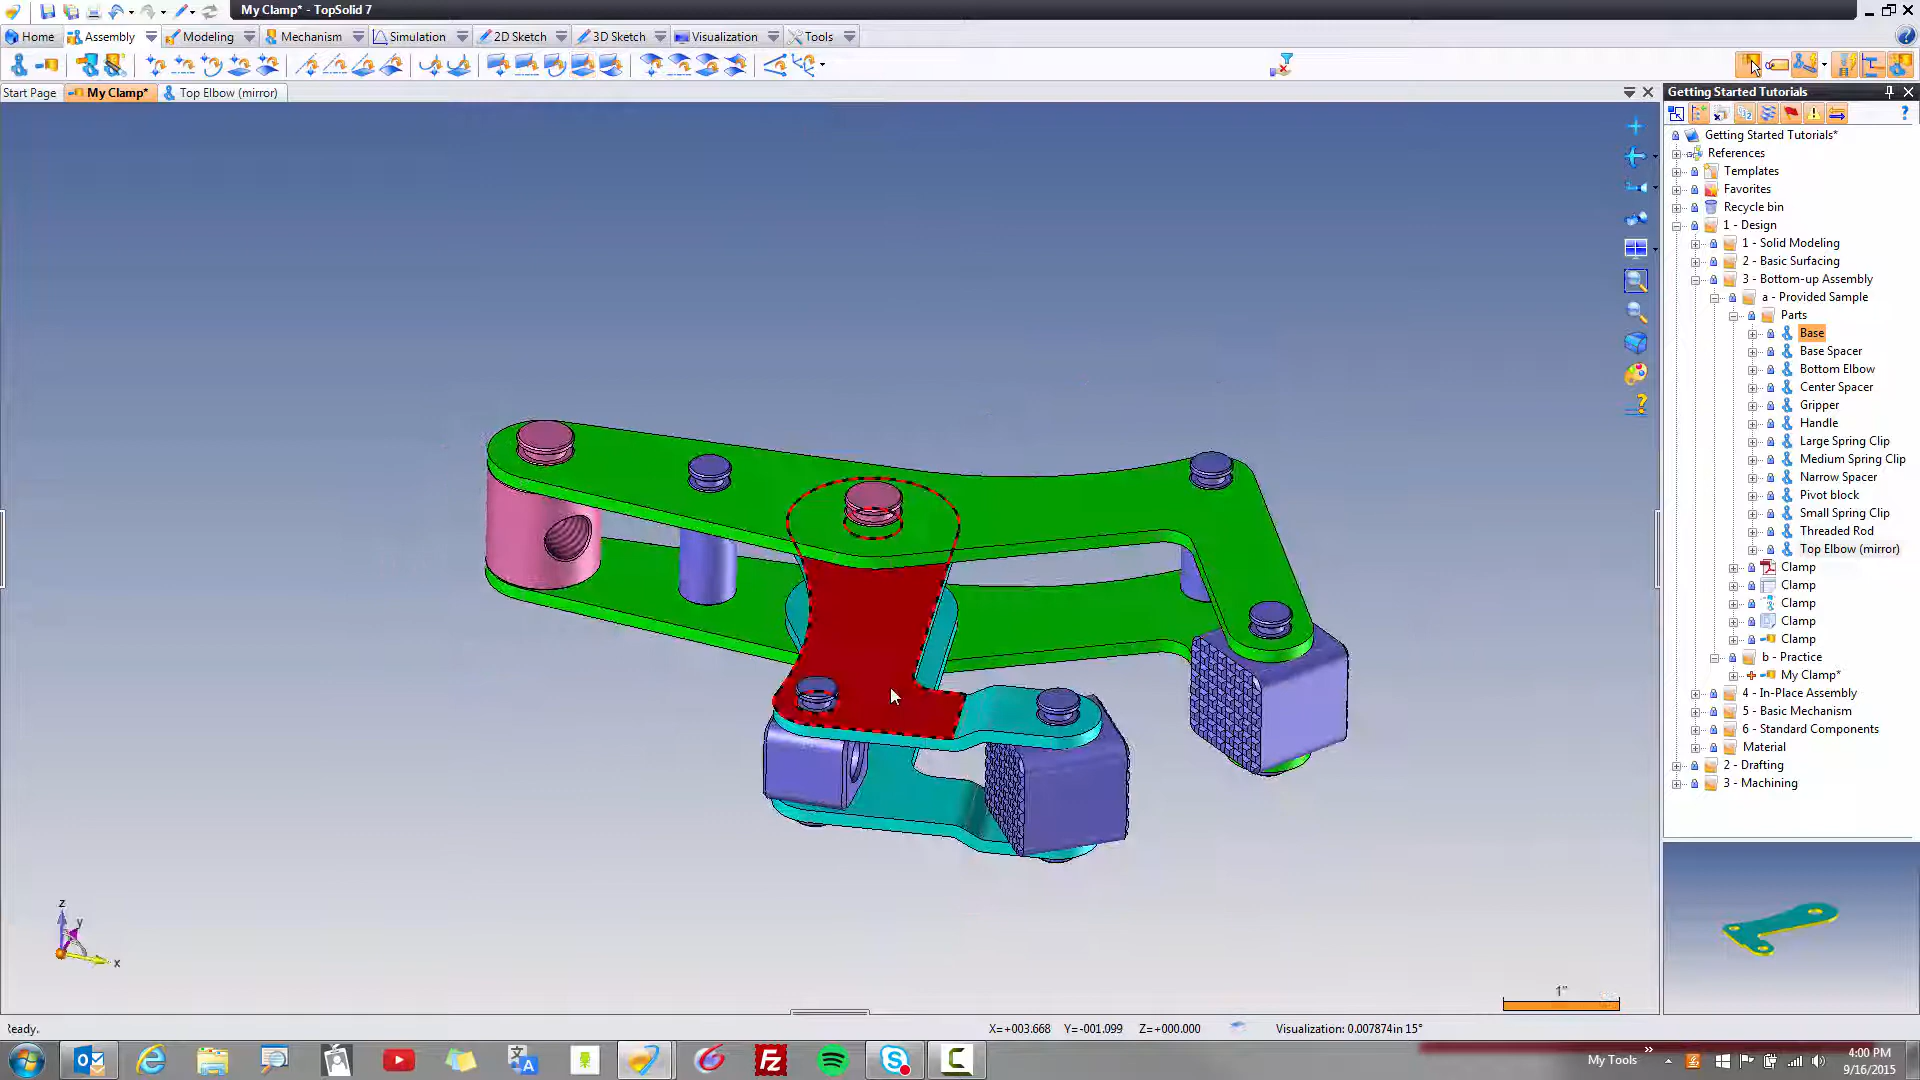 My Clamp* - TopSolid 7
Home Assembly Modeling Mechanism Simulation 2D Sketch 3D Sketch Visualization Tools
Start Page My Clamp* Top Elbow (mirror)
Getting Started Tutorials
Getting Started Tutorials*
References
Templates
Favorites
Recycle bin
1 - Design
1 - Solid Modeling
2 - Basic Surfacing
3 - Bottom-up Assembly
a - Provided Sample
Parts
Base
Base Spacer
Bottom Elbow
Center Spacer
Gripper
Handle
Large Spring Clip
Medium Spring Clip
Narrow Spacer
Pivot block
Small Spring Clip
Threaded Rod
Top Elbow (mirror)
Clamp
Clamp
Clamp
Clamp
Clamp
b - Practice
My Clamp*
4 - In-Place Assembly
5 - Basic Mechanism
6 - Standard Components
Material
2 - Drafting
3 - Machining
z
y
x
1"
Ready.
X=+003.668 Y=-001.099 Z=+000.000 Visualization: 0.007874in 15°
My Tools
4:00 PM
9/16/2015